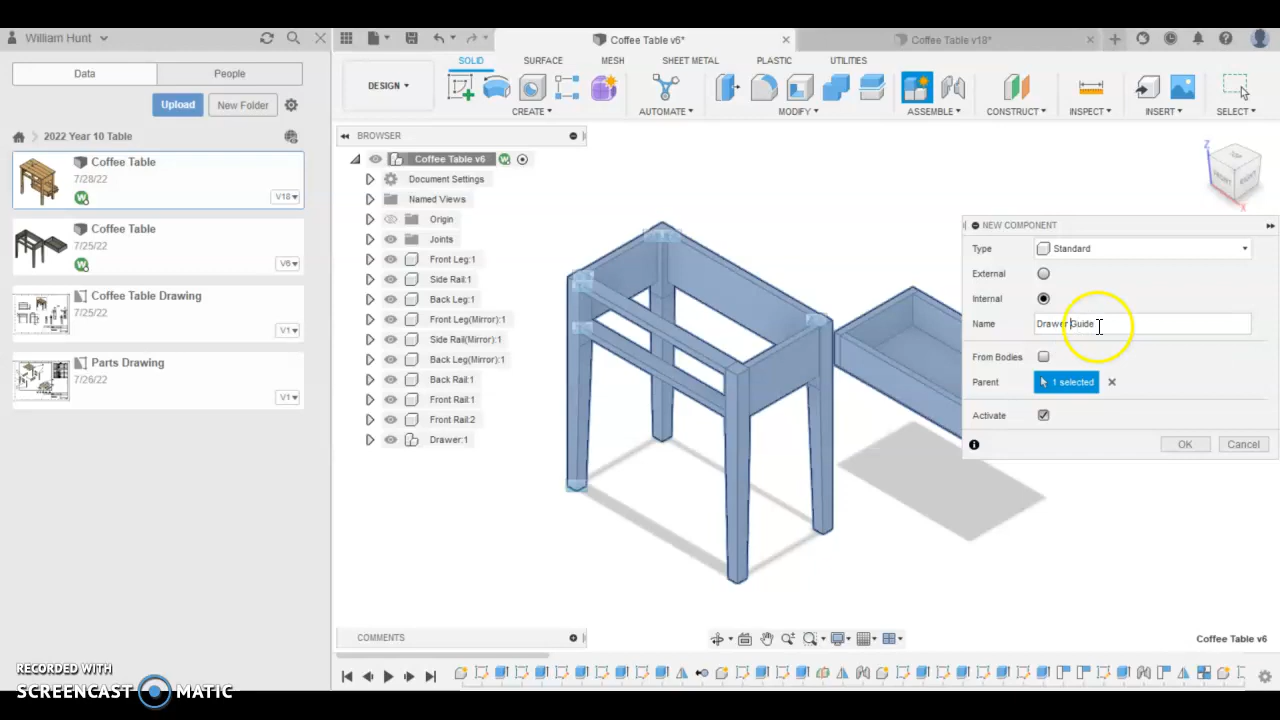 William Hunt
Coffee Table v6*
Coffee Table v18*
Data
People
Upload
New Folder
2022 Year 10 Table
Coffee Table
7/28/22
V18
Coffee Table
7/25/22
V6
Coffee Table Drawing
7/25/22
V1
Parts Drawing
7/26/22
V1
SOLID
SURFACE
MESH
SHEET METAL
PLASTIC
UTILITIES
DESIGN
CREATE
AUTOMATE
MODIFY
ASSEMBLE
CONSTRUCT
INSPECT
INSERT
SELECT
BROWSER
Coffee Table v6
Document Settings
Named Views
Origin
Joints
Front Leg:1
Side Rail:1
Back Leg:1
Front Leg(Mirror):1
Side Rail(Mirror):1
Back Leg(Mirror):1
Back Rail:1
Front Rail:1
Front Rail:2
Drawer:1
Z
TOP
FRONT
RIGHT
X
NEW COMPONENT
Type
Standard
External
Internal
Name
Drawer Guide
From Bodies
Parent
1 selected
Activate
OK
Cancel
COMMENTS
Coffee Table v6
RECORDED WITH
SCREENCAST MATIC